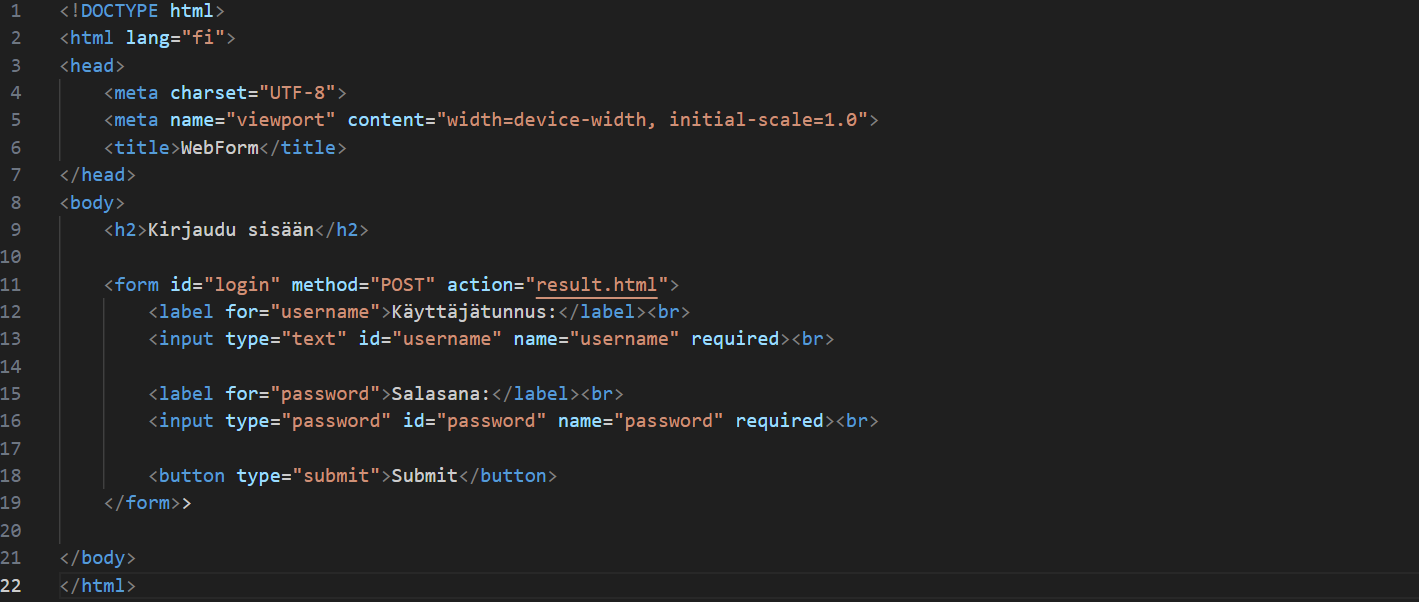 1 <!DOCTYPE html>
2 <html lang="fi">
3 <head>
4     <meta charset="UTF-8">
5     <meta name="viewport" content="width=device-width, initial-scale=1.0">
6     <title>WebForm</title>
7 </head>
8 <body>
9     <h2>Kirjaudu sisään</h2>
10
11     <form id="login" method="POST" action="result.html">
12         <label for="username">Käyttäjätunnus:</label><br>
13         <input type="text" id="username" name="username" required><br>
14
15         <label for="password">Salasana:</label><br>
16         <input type="password" id="password" name="password" required><br>
17
18         <button type="submit">Submit</button>
19     </form>>
20
21 </body>
22 </html>